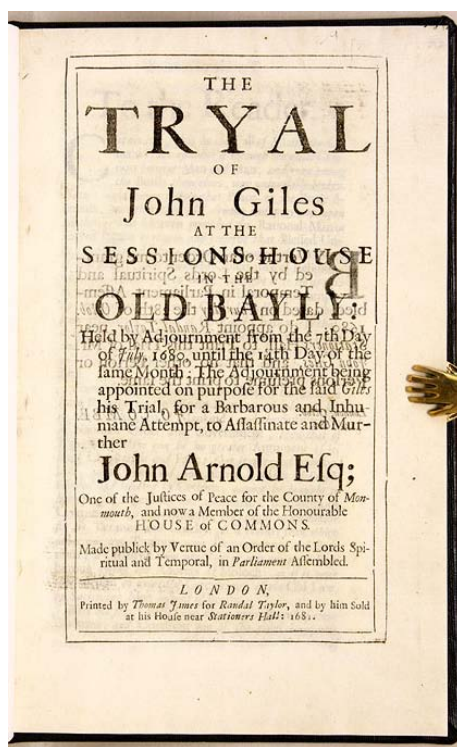 THE
TRYAL
OF
John Giles
AT THE
SESSIONS-HOUSE
IN THE
OLD BAYLY:
Held by Adjournment from the 7th Day
of July, 1680. until the 14th Day of the
ſame Month: The Adjournment being
appointed on purpoſe for the ſaid Giles
his Trial, for a Barbarous and Inhu-
mane Attempt, to Aſſaſſinate and Mur-
ther
John Arnold Eſq;
One of the Juſtices of Peace for the County of Mon-
mouth, and now a Member of the Honourable
HOUSE of COMMONS.
Made publick by Vertue of an Order of the Lords Spi-
ritual and Temporal, in Parliament Aſſembled.
LONDON,
Printed by Thomas James for Randal Taylor, and by him Sold
at his Houſe near Stationers Hall: 1681.